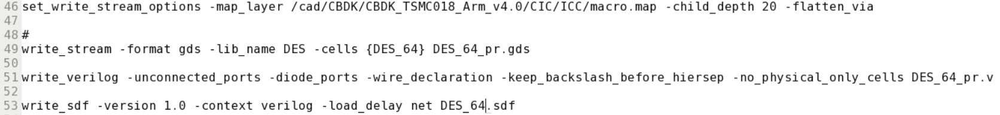 46 set_write_stream_options -map_layer /cad/CBDK/CBDK_TSMC018_Arm_v4.0/CIC/ICC/macro.map -child_depth 20 -flatten_via
47
48 #
49 write_stream -format gds -lib_name DES -cells {DES_64} DES_64_pr.gds
50
51 write_verilog -unconnected_ports -diode_ports -wire_declaration -keep_backslash_before_hiersep -no_physical_only_cells DES_64_pr.v
52
53 write_sdf -version 1.0 -context verilog -load_delay net DES_64.sdf